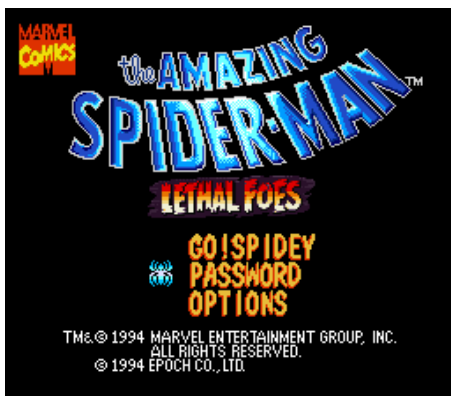 MARVEL
COMICS
M
the AMAZING
SPIDER-MAN™
LETHAL FOES
GO!SPIDEY
PASSWORD
OPTIONS
TM&© 1994 MARVEL ENTERTAINMENT GROUP, INC.
ALL RIGHTS RESERVED.
© 1994 EPOCH CO., LTD.